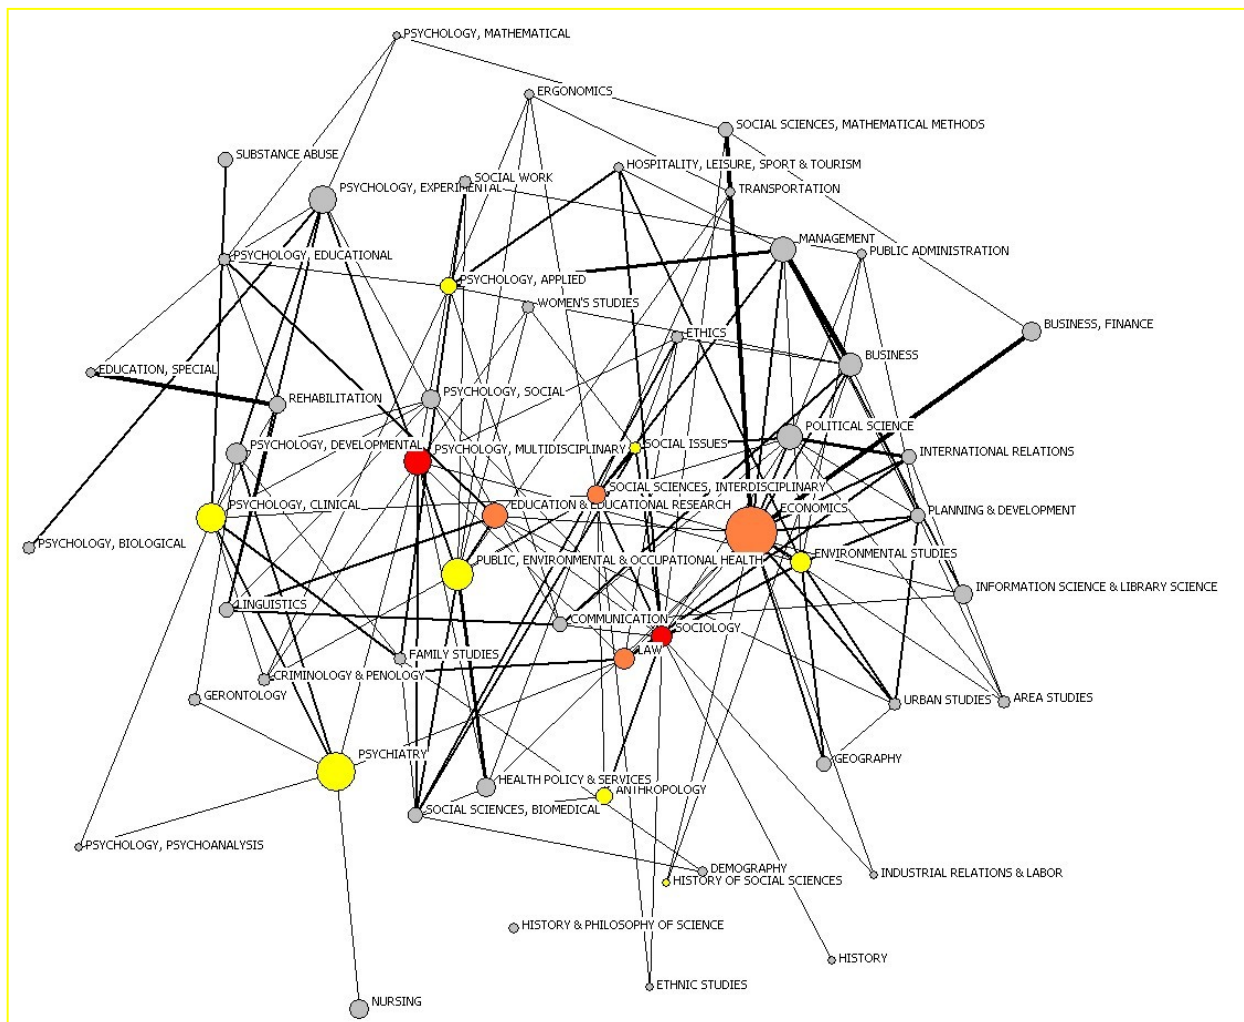 PSYCHOLOGY, MATHEMATICAL
ERGONOMICS
SOCIAL SCIENCES, MATHEMATICAL METHODS
SUBSTANCE ABUSE
HOSPITALITY, LEISURE, SPORT & TOURISM
SOCIAL WORK
PSYCHOLOGY, EXPERIMENTAL
TRANSPORTATION
MANAGEMENT
PUBLIC ADMINISTRATION
PSYCHOLOGY, EDUCATIONAL
PSYCHOLOGY, APPLIED
WOMEN'S STUDIES
BUSINESS, FINANCE
ETHICS
BUSINESS
EDUCATION, SPECIAL
PSYCHOLOGY, SOCIAL
REHABILITATION
POLITICAL SCIENCE
PSYCHOLOGY, DEVELOPMENTAL
SOCIAL ISSUES
PSYCHOLOGY, MULTIDISCIPLINARY
INTERNATIONAL RELATIONS
SOCIAL SCIENCES, INTERDISCIPLINARY
PSYCHOLOGY, CLINICAL
EDUCATION & EDUCATIONAL RESEARCH
ECONOMICS
PLANNING & DEVELOPMENT
PSYCHOLOGY, BIOLOGICAL
ENVIRONMENTAL STUDIES
PUBLIC, ENVIRONMENTAL & OCCUPATIONAL HEALTH
INFORMATION SCIENCE & LIBRARY SCIENCE
LINGUISTICS
COMMUNICATION
SOCIOLOGY
LAW
FAMILY STUDIES
CRIMINOLOGY & PENOLOGY
GERONTOLOGY
URBAN STUDIES
AREA STUDIES
PSYCHIATRY
GEOGRAPHY
HEALTH POLICY & SERVICES
ANTHROPOLOGY
SOCIAL SCIENCES, BIOMEDICAL
PSYCHOLOGY, PSYCHOANALYSIS
DEMOGRAPHY
INDUSTRIAL RELATIONS & LABOR
HISTORY OF SOCIAL SCIENCES
HISTORY & PHILOSOPHY OF SCIENCE
HISTORY
ETHNIC STUDIES
NURSING